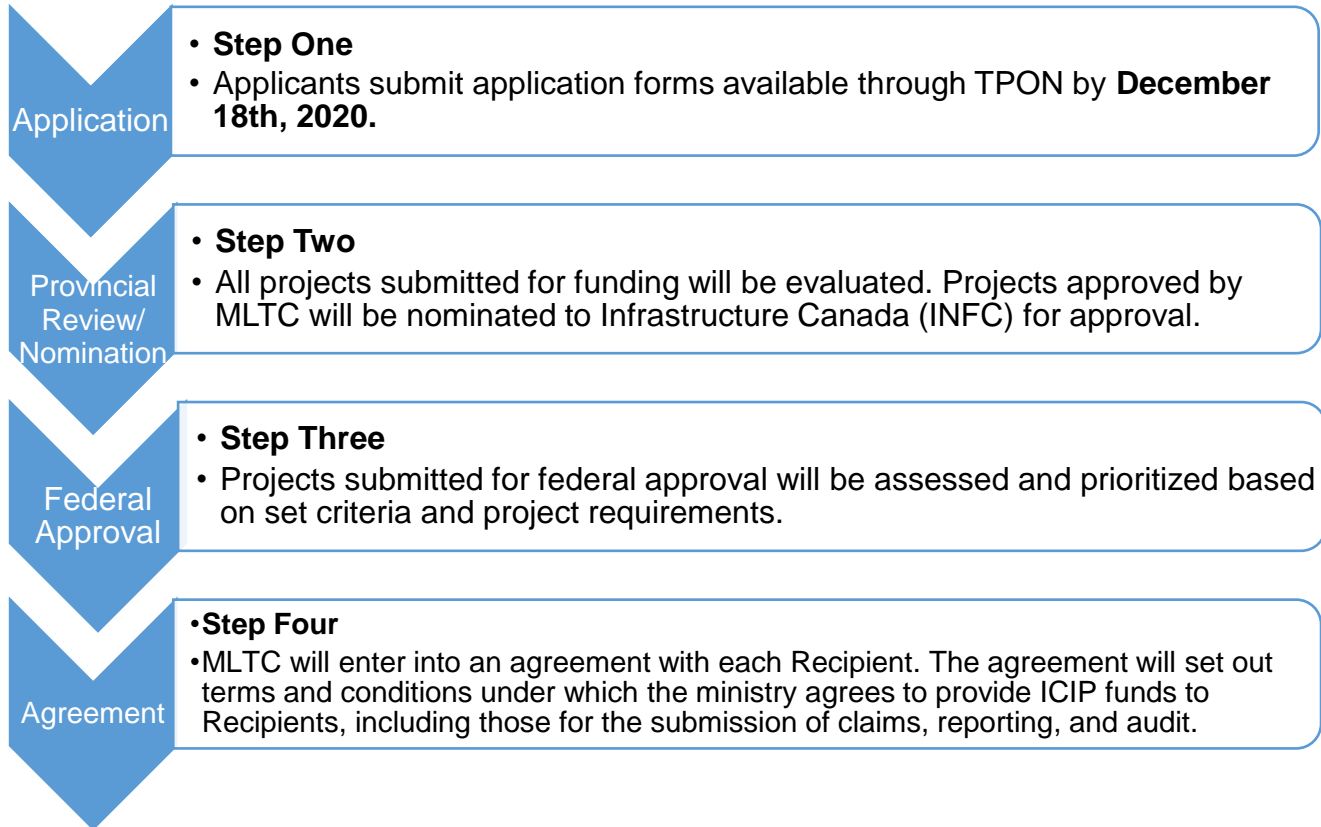 Application
• Step One
• Applicants submit application forms available through TPON by December
18th, 2020.
Provincial
Review/
Nomination
• Step Two
• All projects submitted for funding will be evaluated. Projects approved by
MLTC will be nominated to Infrastructure Canada (INFC) for approval.
Federal
Approval
• Step Three
• Projects submitted for federal approval will be assessed and prioritized based
on set criteria and project requirements.
Agreement
•Step Four
•MLTC will enter into an agreement with each Recipient. The agreement will set out
terms and conditions under which the ministry agrees to provide ICIP funds to
Recipients, including those for the submission of claims, reporting, and audit.